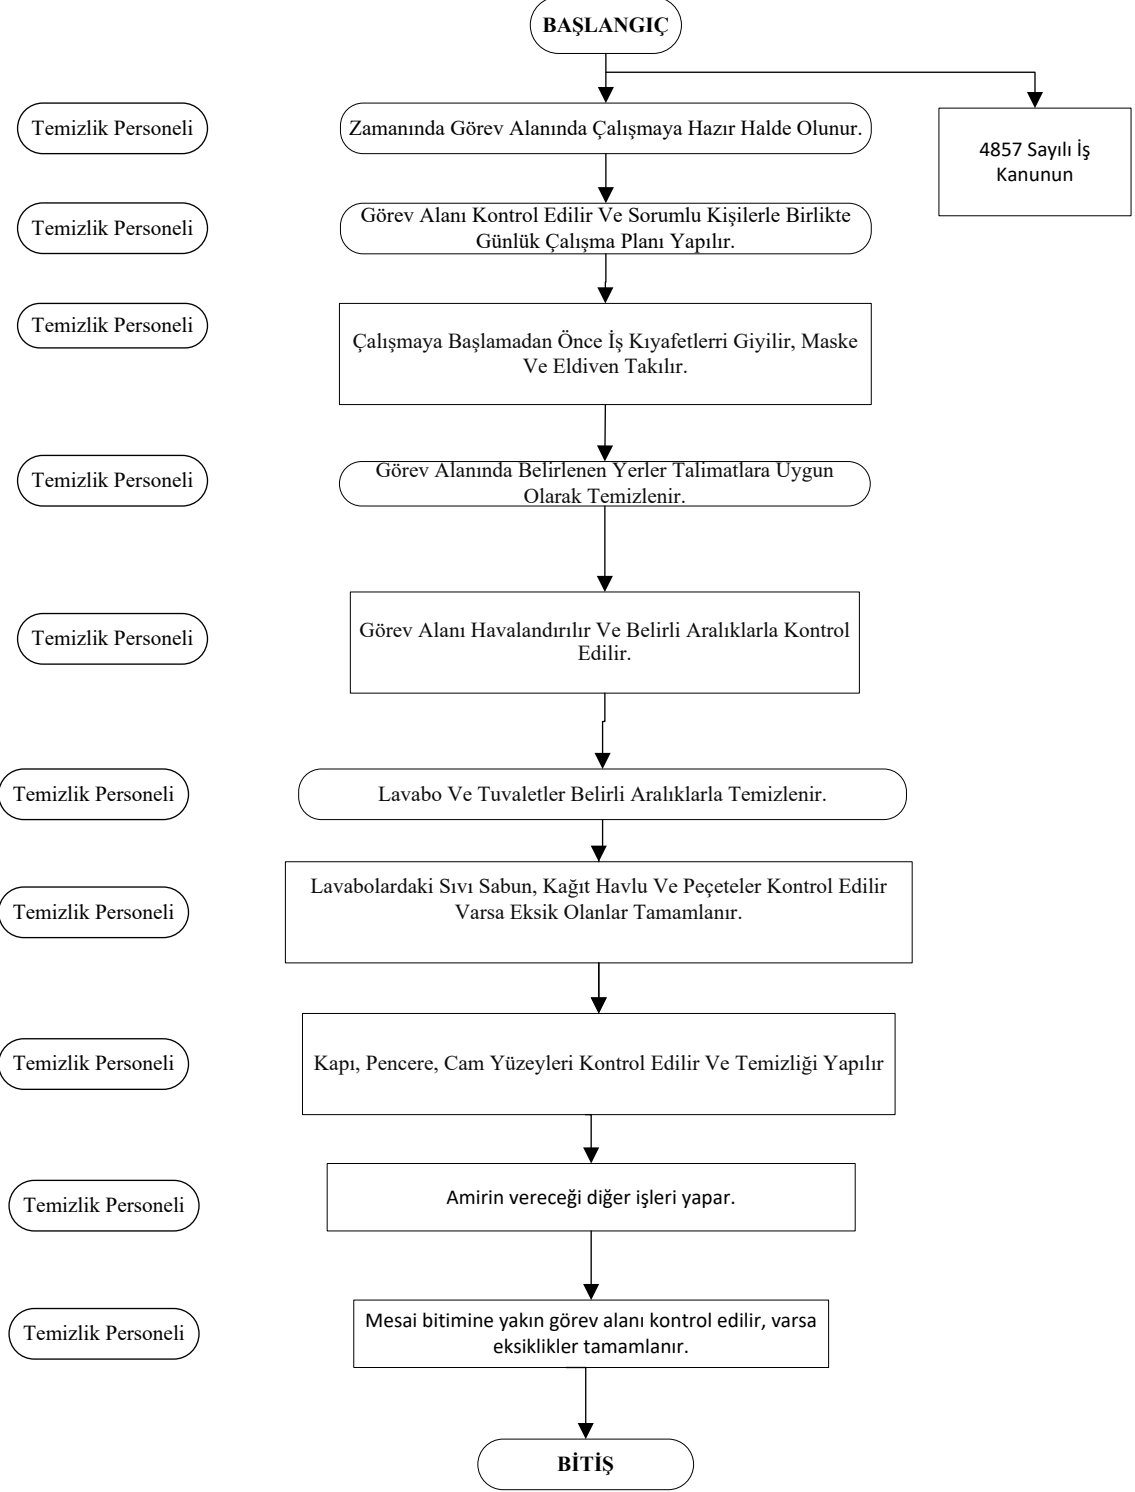 BAŞLANGIÇ
Temizlik Personeli
Zamanında Görev Alanında Çalışmaya Hazır Halde Olunur.
4857 Sayılı İş
Kanunun
Temizlik Personeli
Görev Alanı Kontrol Edilir Ve Sorumlu Kişilerle Birlikte
Günlük Çalışma Planı Yapılır.
Temizlik Personeli
Çalışmaya Başlamadan Önce İş Kıyafetlerri Giyilir, Maske
Ve Eldiven Takılır.
Temizlik Personeli
Görev Alanında Belirlenen Yerler Talimatlara Uygun
Olarak Temizlenir.
Temizlik Personeli
Görev Alanı Havalandırılır Ve Belirli Aralıklarla Kontrol
Edilir.
Temizlik Personeli
Lavabo Ve Tuvaletler Belirli Aralıklarla Temizlenir.
Temizlik Personeli
Lavabolardaki Sıvı Sabun, Kağıt Havlu Ve Peçeteler Kontrol Edilir
Varsa Eksik Olanlar Tamamlanır.
Temizlik Personeli
Kapı, Pencere, Cam Yüzeyleri Kontrol Edilir Ve Temizliği Yapılır
Temizlik Personeli
Amirin vereceği diğer işleri yapar.
Temizlik Personeli
Mesai bitimine yakın görev alanı kontrol edilir, varsa
eksiklikler tamamlanır.
BİTİŞ